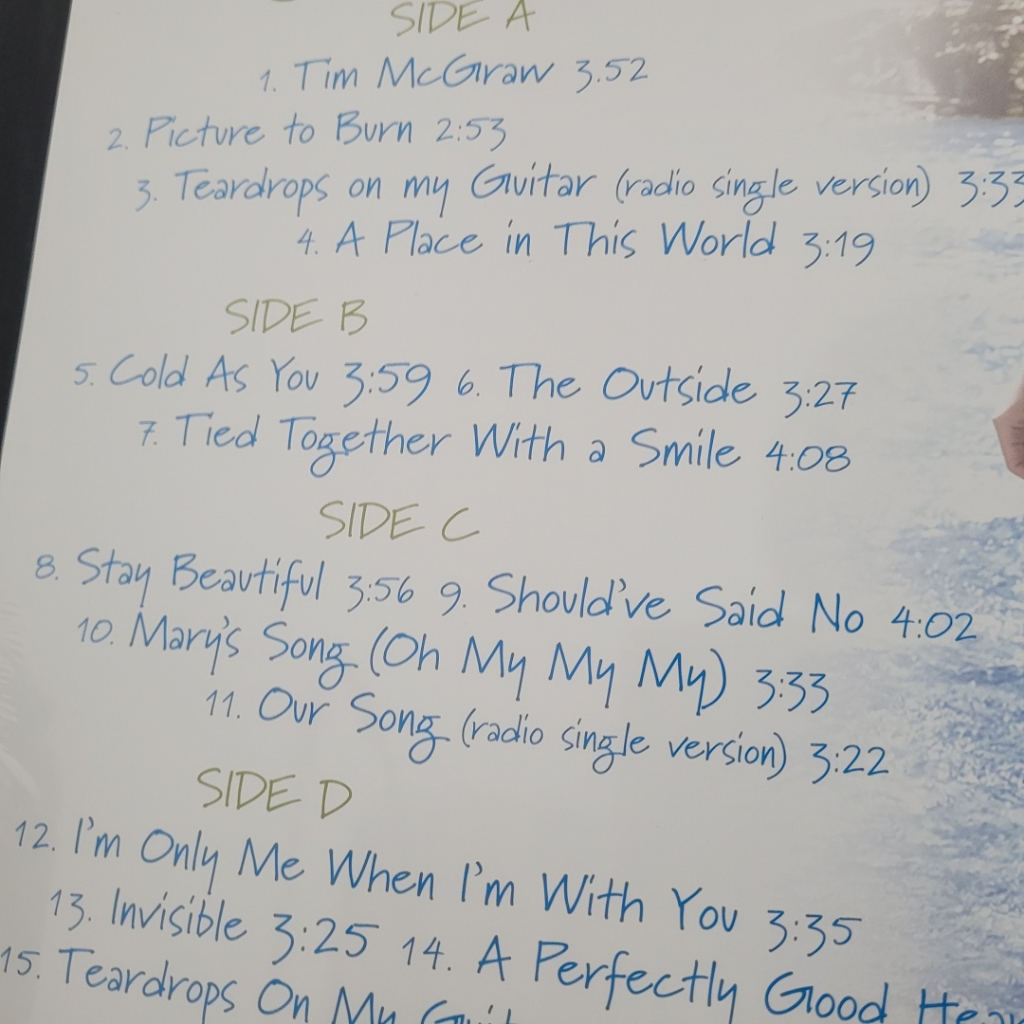 SIDE A
1. Tim McGraw 3.52
2. Picture to Burn 2:53
3. Teardrops on my Guitar (radio single version) 3:33
4. A Place in This World 3:19
SIDE B
5. Cold As You 3:59 6. The Outside 3:27
7. Tied Together With a Smile 4:08
SIDE C
8. Stay Beautiful 3:56 9. Should've Said No 4:02
10. Mary's Song (Oh My My My) 3:33
11. Our Song (radio single version) 3:22
SIDE D
12. I'm Only Me When I'm With You 3:35
13. Invisible 3:25 14. A Perfectly Good
15. Teardrops On My